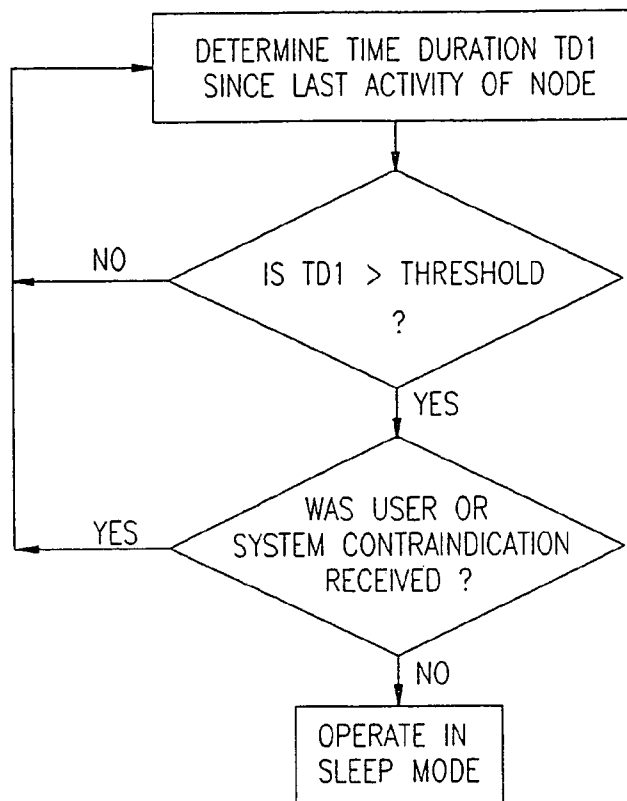 DETERMINE TIME DURATION TD1
SINCE LAST ACTIVITY OF NODE
NO
IS TD1 > THRESHOLD
?
YES
WAS USER OR
YES
SYSTEM CONTRAINDICATION
RECEIVED ?
NO
OPERATE IN
SLEEP MODE